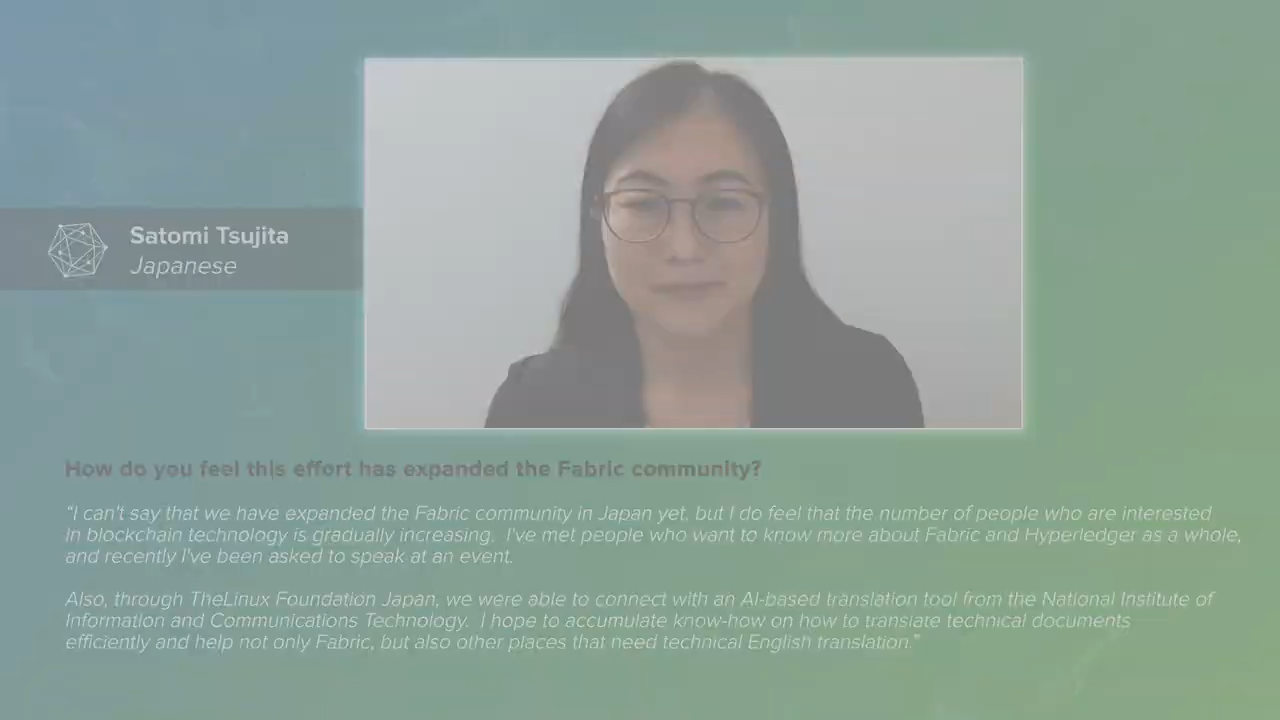 Satomi Tsujita
Japanese
How do you feel this effort has expanded the Fabric community?
“I can't say that we have expanded the Fabric community in Japan yet, but I do feel that the number of people who are interested
in blockchain technology is gradually increasing.  I've met people who want to know more about Fabric and Hyperledger as a whole,
and recently I've been asked to speak at an event.
Also, through TheLinux Foundation Japan, we were able to connect with an AI-based translation tool from the National Institute of
Information and Communications Technology.  I hope to accumulate know-how on how to translate technical documents
efficiently and help not only Fabric, but also other places that need technical English translation.”